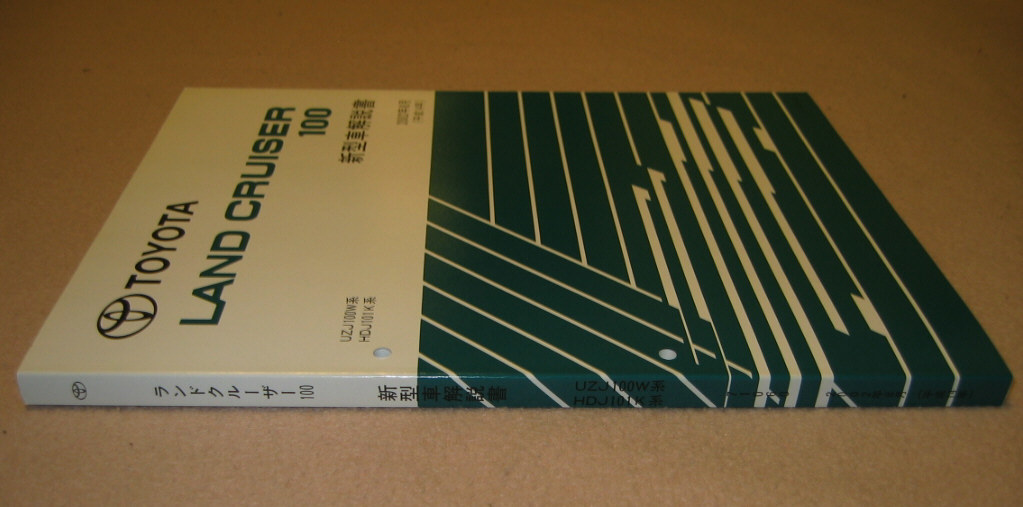 TOYOTA
LAND CRUISER
100
新型車解説書
UZJ100W系
HDJ101K系
ランドクルーザー100
新型車解説書
UZJ100W系
HDJ101K系